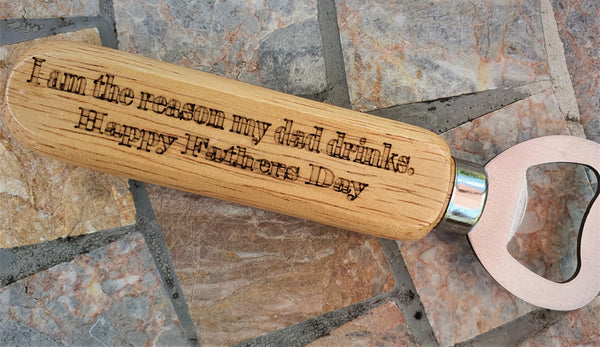 I am the reason my dad drinks.
Happy Fathers Day